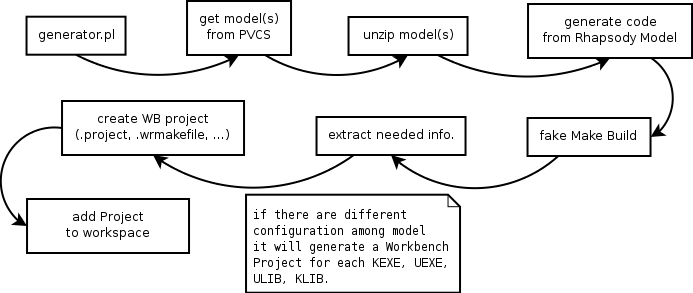 generator.pl
get model(s)
from PVCS
unzip model(s)
generate code
from Rhapsody Model
fake Make Build
extract needed info.
create WB project
(.project, .wrmakefile, ...)
add Project
to workspace
if there are different
configuration among model
it will generate a Workbench
Project for each KEXE, UEXE,
ULIB, KLIB.